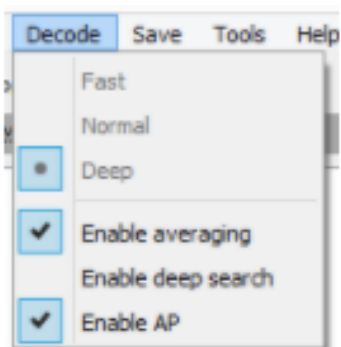 Decode Save Tools Help
Fast
Normal
Deep
Enable averaging
Enable deep search
Enable AP